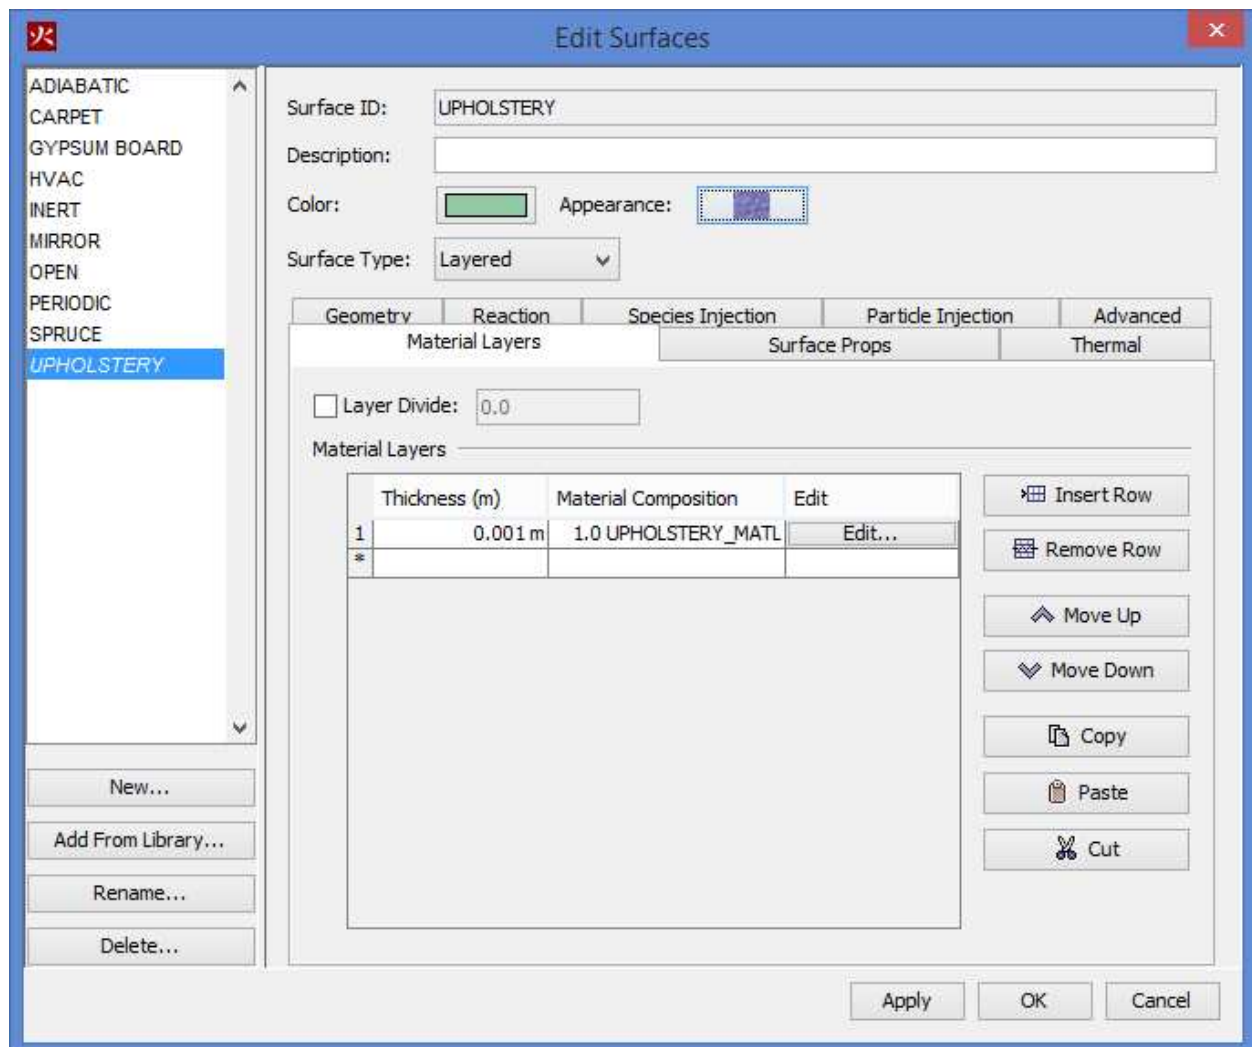 火
Edit Surfaces
ADIABATIC
CARPET
GYPSUM BOARD
HVAC
INERT
MIRROR
OPEN
PERIODIC
SPRUCE
UPHOLSTERY
New...
Add From Library...
Rename...
Delete...
Surface ID: UPHOLSTERY
Description:
Color: Appearance:
Surface Type: Layered
Geometry Reaction Species Injection Particle Injection Advanced
Material Layers Surface Props Thermal
Layer Divide: 0.0
Material Layers
Thickness (m) Material Composition Edit
1 0.001 m 1.0 UPHOLSTERY_MATL Edit...
*
Insert Row
Remove Row
Move Up
Move Down
Copy
Paste
Cut
Apply OK Cancel